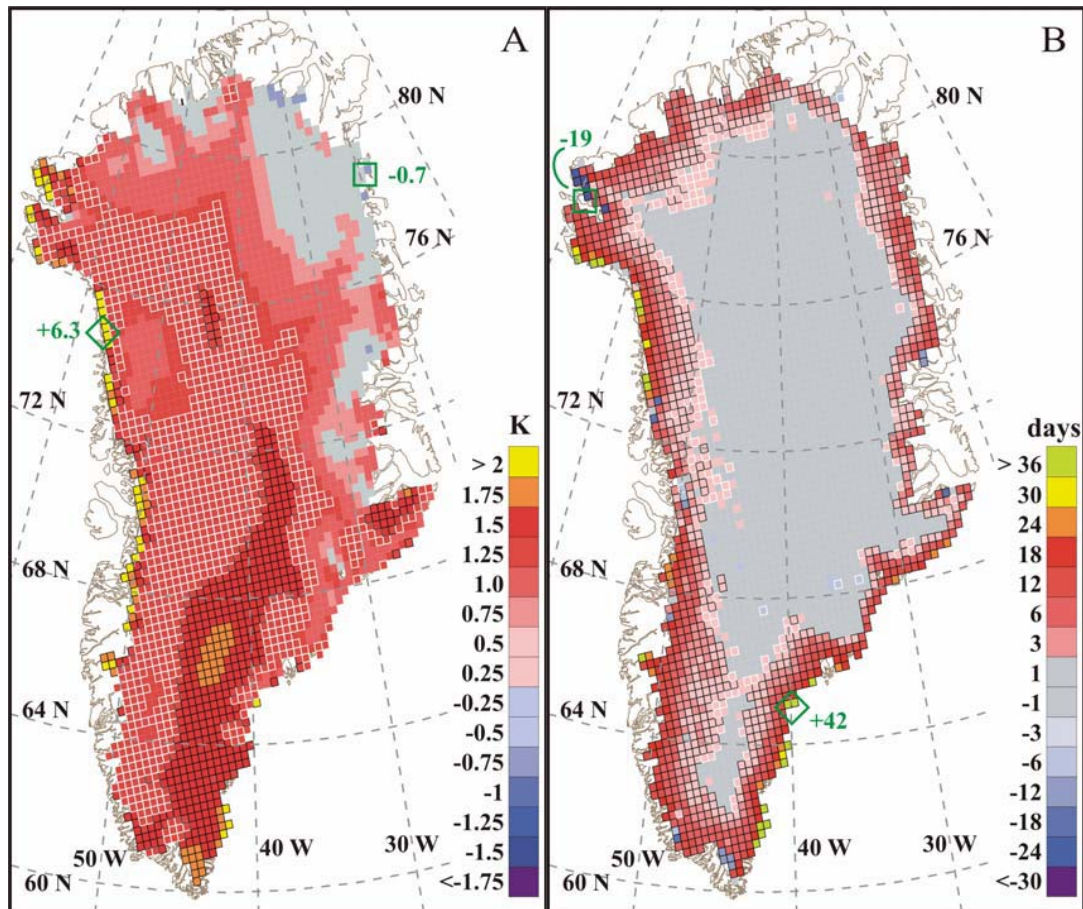 A
80 N
-0.7
76 N
+6.3
72 N
K
> 2
1.75
1.5
1.25
1.0
0.75
0.5
0.25
-0.25
-0.5
-0.75
-1
-1.25
-1.5
<-1.75
68 N
64 N
60 N
50 W
40 W
30 W
B
-19
80 N
76 N
72 N
days
> 36
30
24
18
12
6
3
1
-1
-3
-6
-12
-18
-24
<-30
68 N
64 N
+42
60 N
50 W
40 W
30 W